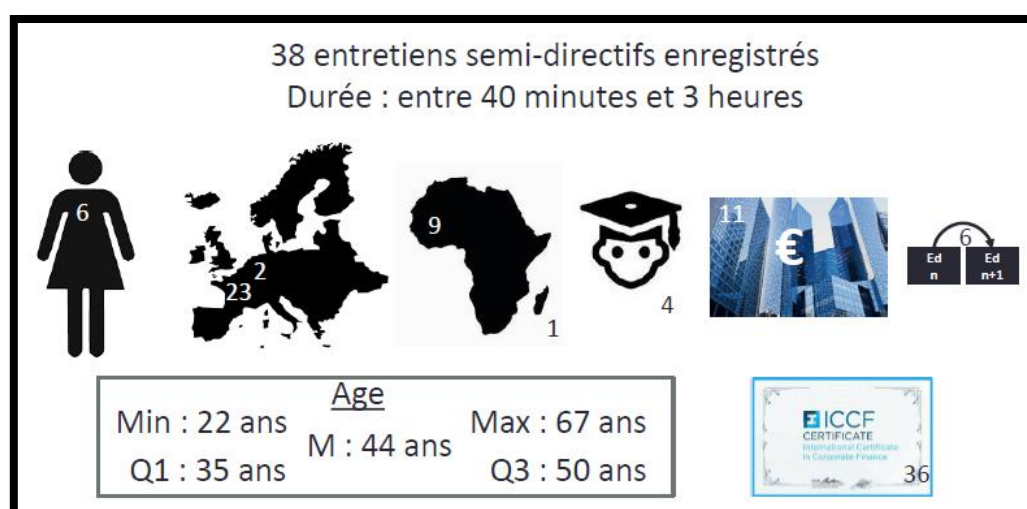 38 entretiens semi-directifs enregistrés
Durée : entre 40 minutes et 3 heures
6
2
23
9
1
4
11
€
6
Ed
n
Ed
n+1
Age
Min : 22 ans
Max : 67 ans
M : 44 ans
Q1 : 35 ans
Q3 : 50 ans
ICCF
CERTIFICATE
International Certificate
in Corporate Finance
36